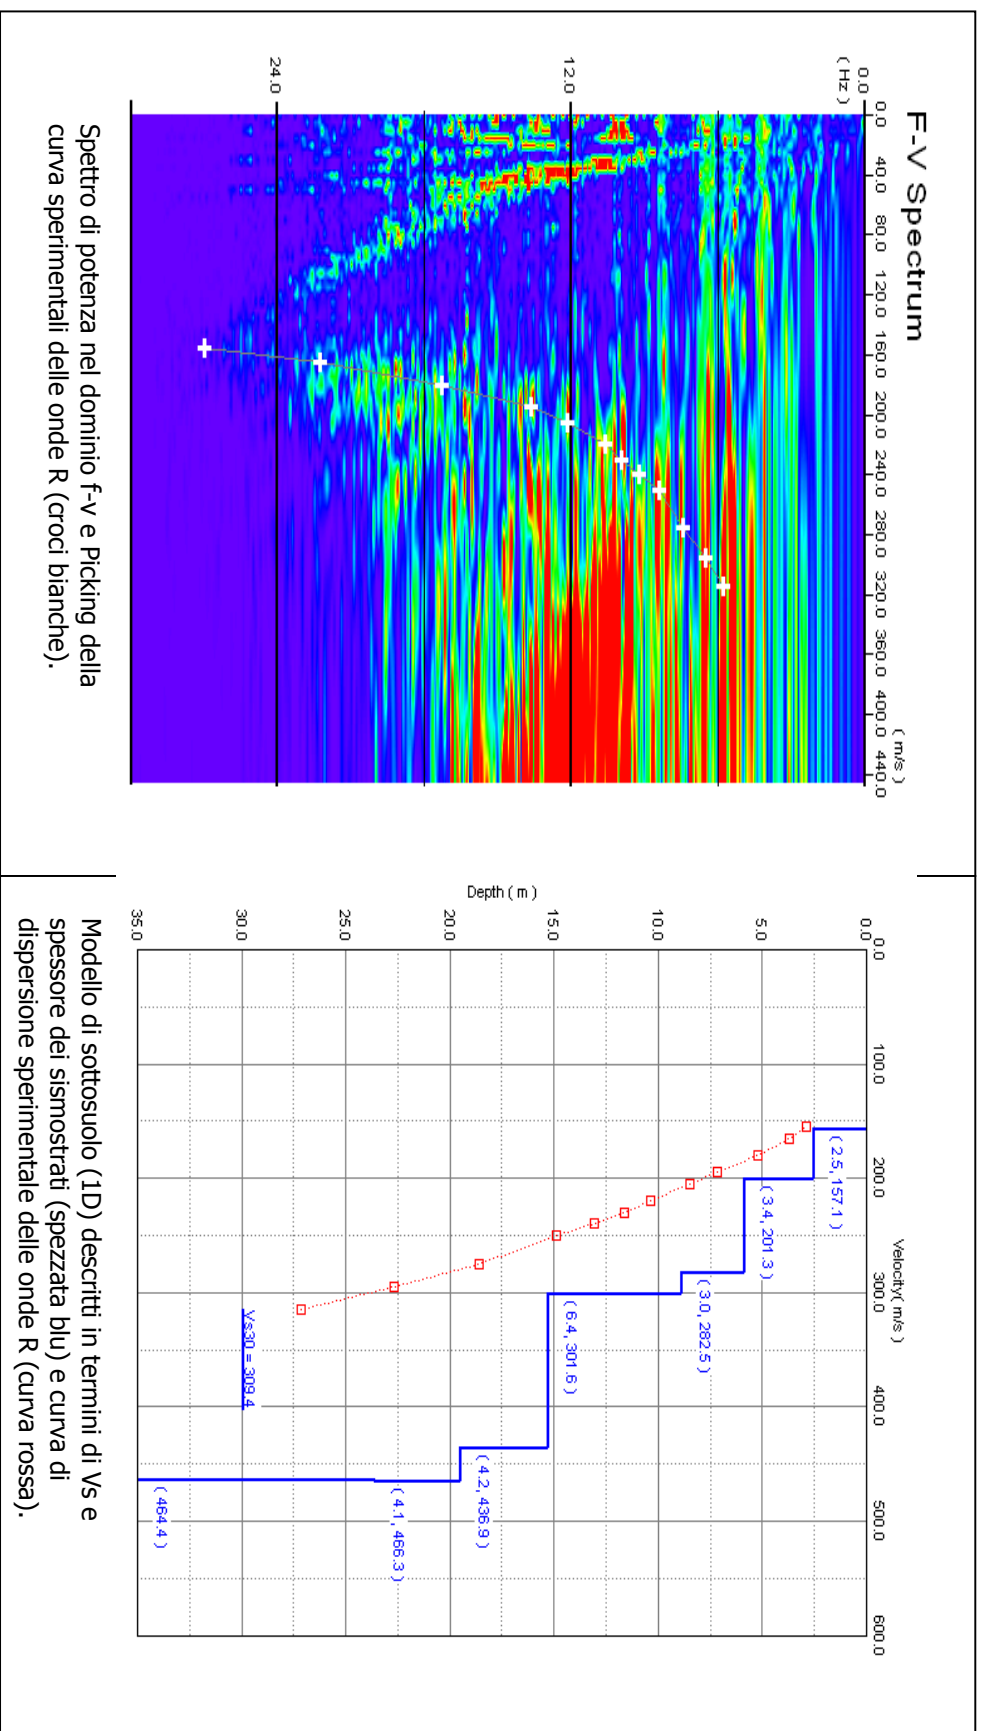 F-V Spectrum
( m/s )
0.0 40.0 80.0 120.0 160.0 200.0 240.0 280.0 320.0 360.0 400.0 440.0
0.0
( Hz )
12.0
24.0
Spettro di potenza nel dominio f-v e Picking della
curva sperimentali delle onde R (croci bianche).
Velocity( m/s )
0.0 100.0 200.0 300.0 400.0 500.0 600.0
0.0
5.0
10.0
15.0
20.0
25.0
30.0
35.0
Depth ( m )
( 2.5, 157.1 )
( 3.4, 201.3 )
( 3.0, 282.5 )
( 6.4, 301.6 )
( 4.2, 436.9 )
( 4.1, 466.3 )
Vs30 = 309.4
( 464.4 )
Modello di sottosuolo (1D) descritti in termini di Vs e
spessore dei sismostrati (spezzata blu) e curva di
dispersione sperimentale delle onde R (curva rossa).